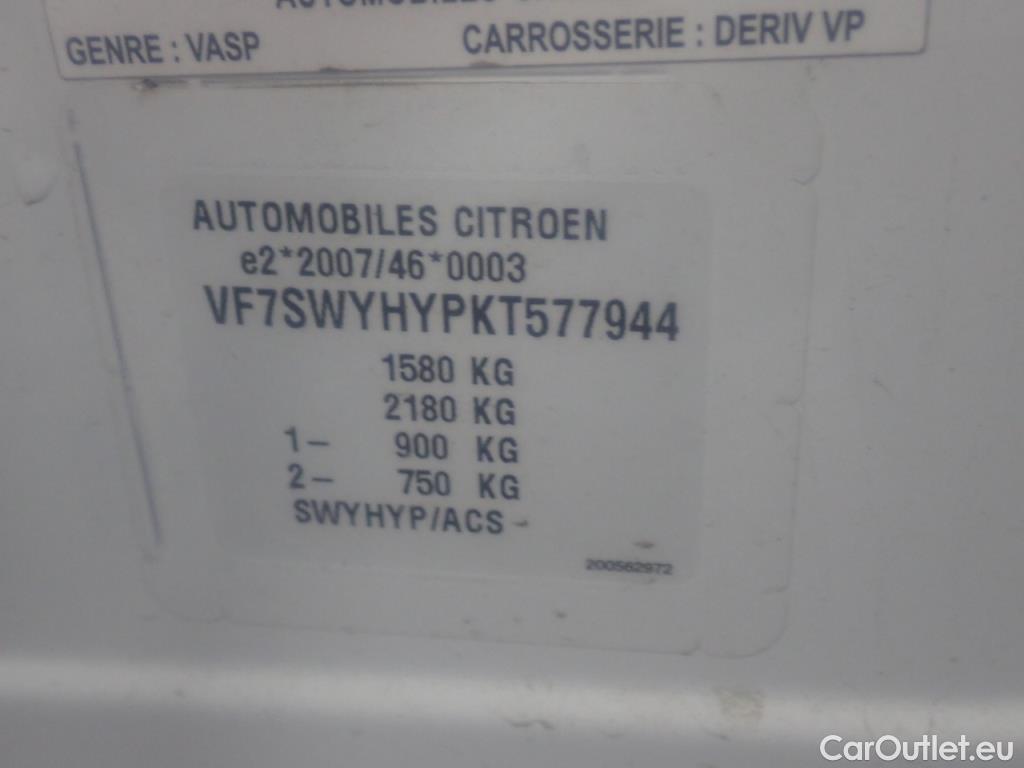 AUTOMOBILES
GENRE : VASP CARROSSERIE : DERIV VP
AUTOMOBILES CITROEN
e2*2007/46*0003
VF7SWYHYPKT577944
1580 KG
2180 KG
1- 900 KG
2- 750 KG
SWYHYP/ACS -
200562972
CarOutlet.eu